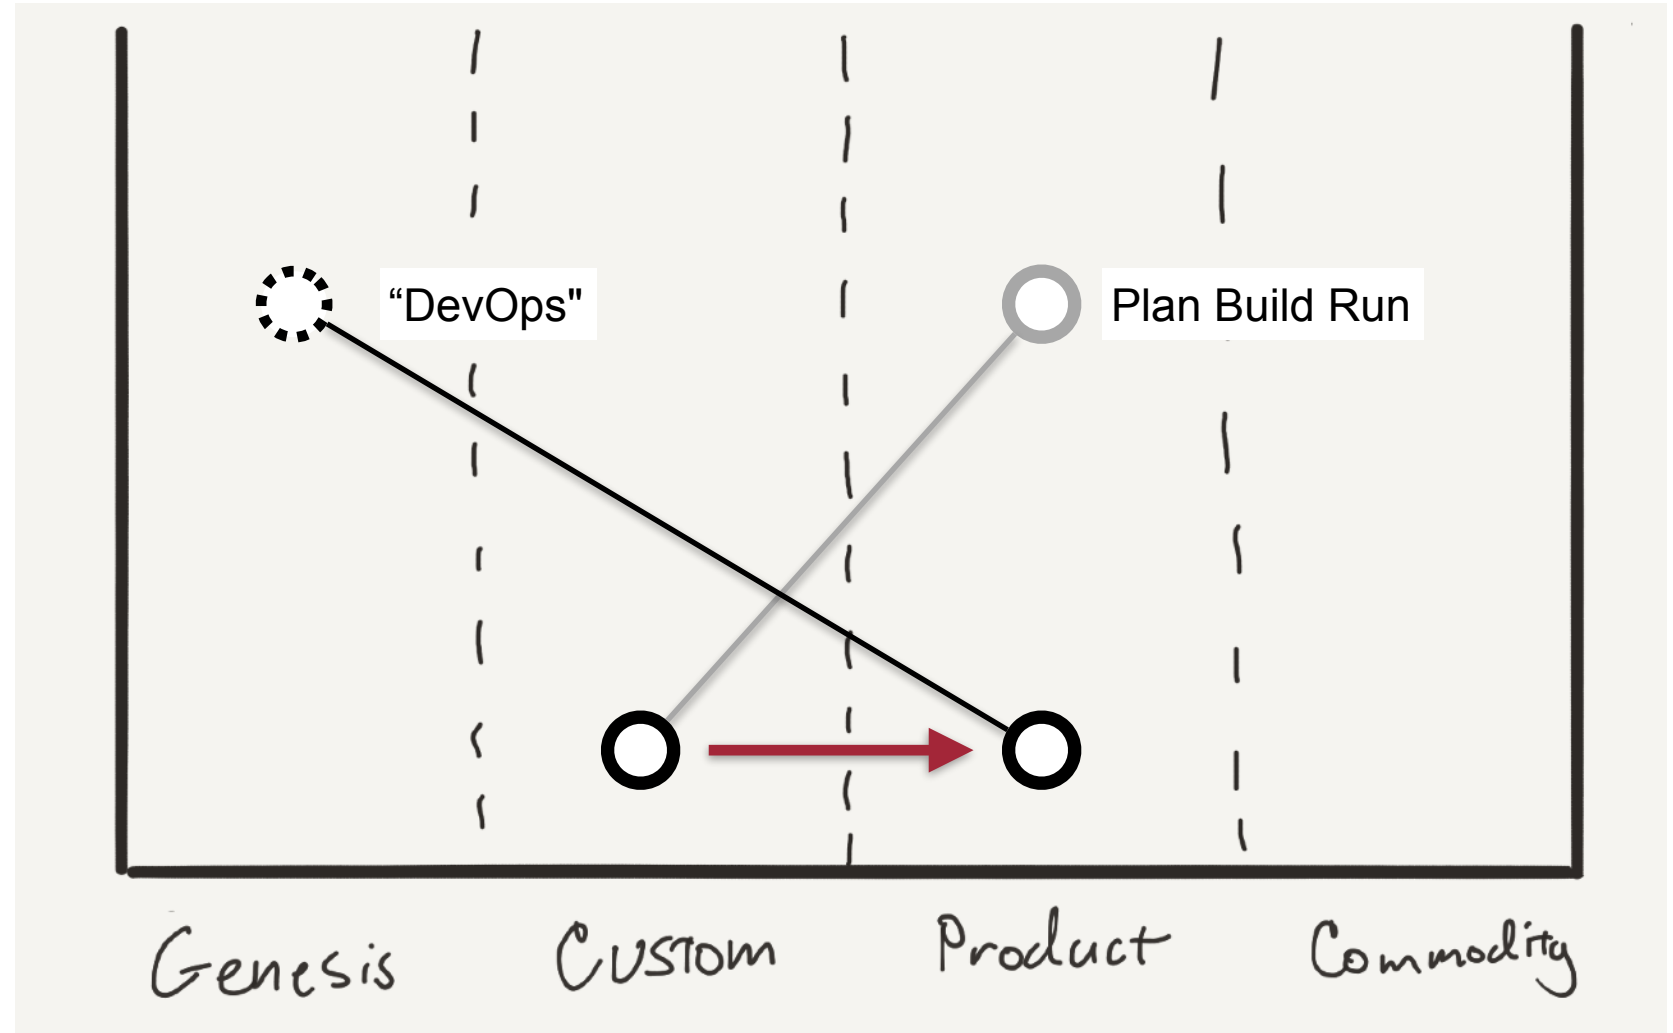 “DevOps"
Plan Build Run
Genesis
Custom
Product
Commodity